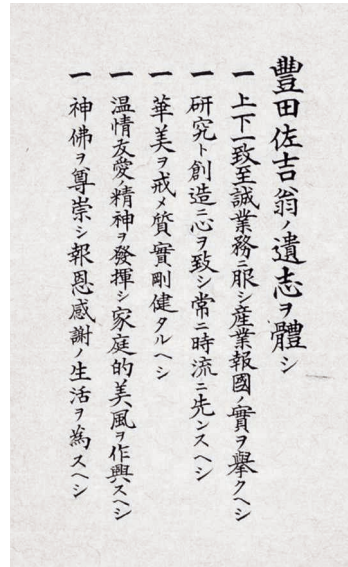 豐田佐吉翁ノ遺志ヲ體シ
一 上下一致至誠業務ニ服シ産業報國ノ實ヲ擧クヘシ
一 研究ト創造ニ心ヲ致シ常ニ時流ニ先ンスヘシ
一 華美ヲ戒メ質實剛健タルヘシ
一 温情友愛ノ精神ヲ發揮シ家庭的美風ヲ作興スヘシ
一 神佛ヲ尊崇シ報恩感謝ノ生活ヲ為スヘシ